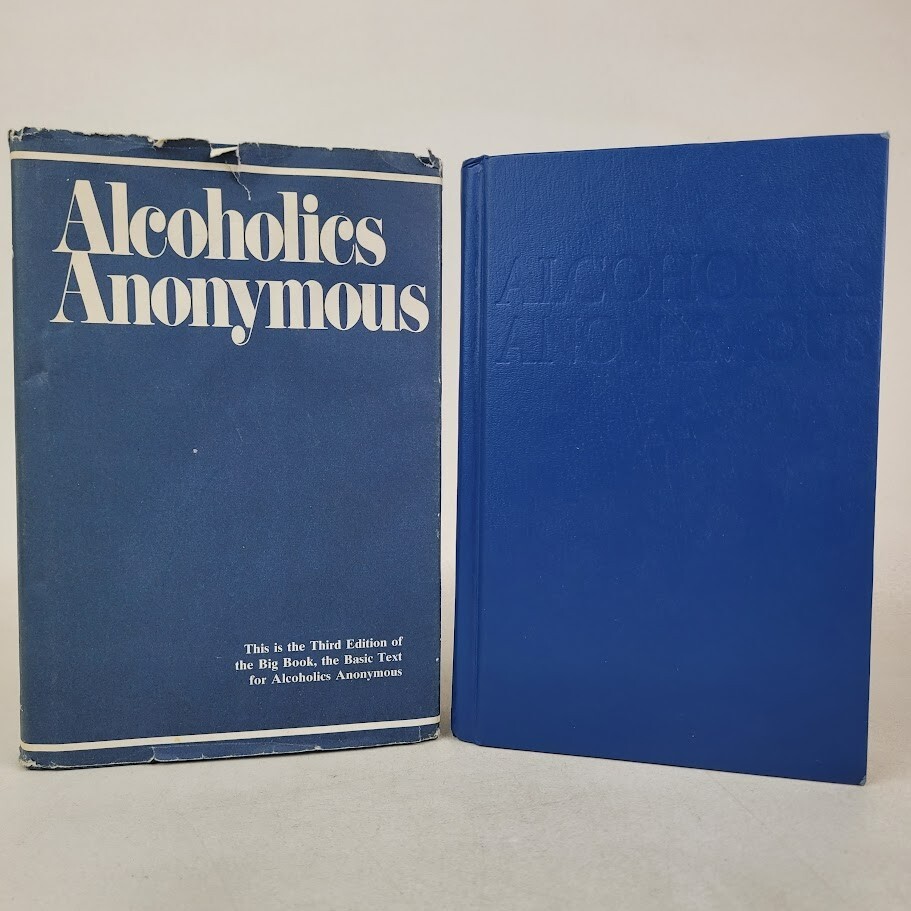 Alcoholics
Anonymous
This is the Third Edition of
the Big Book, the Basic Text
for Alcoholics Anonymous
ALCOHOLICS
ANONYMOUS